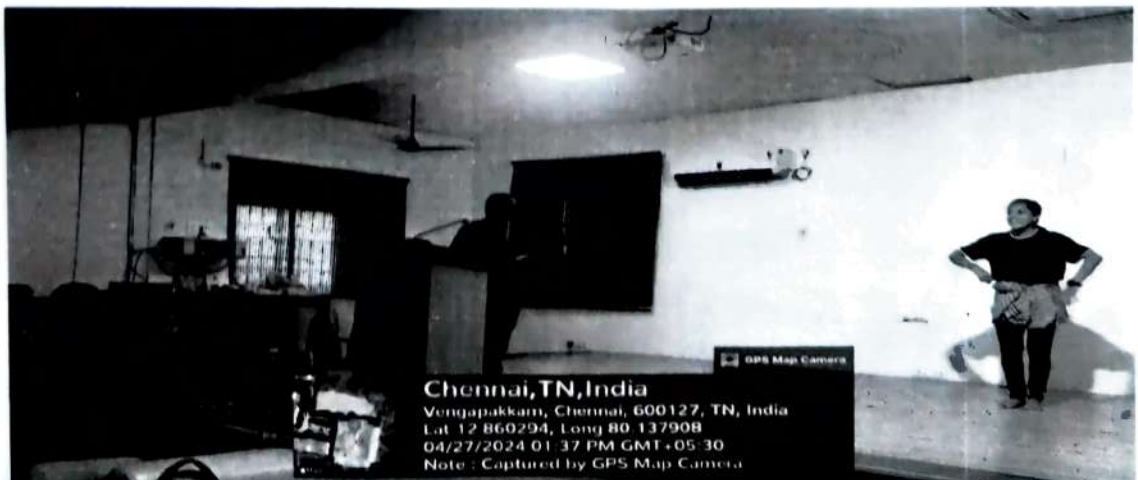 GPS Map Camera
Chennai,TN,India
Vengapakkam, Chennai, 600127, TN, India
Lat 12.860294, Long 80.137908
04/27/2024 01:37 PM GMT+05:30
Note : Captured by GPS Map Camera